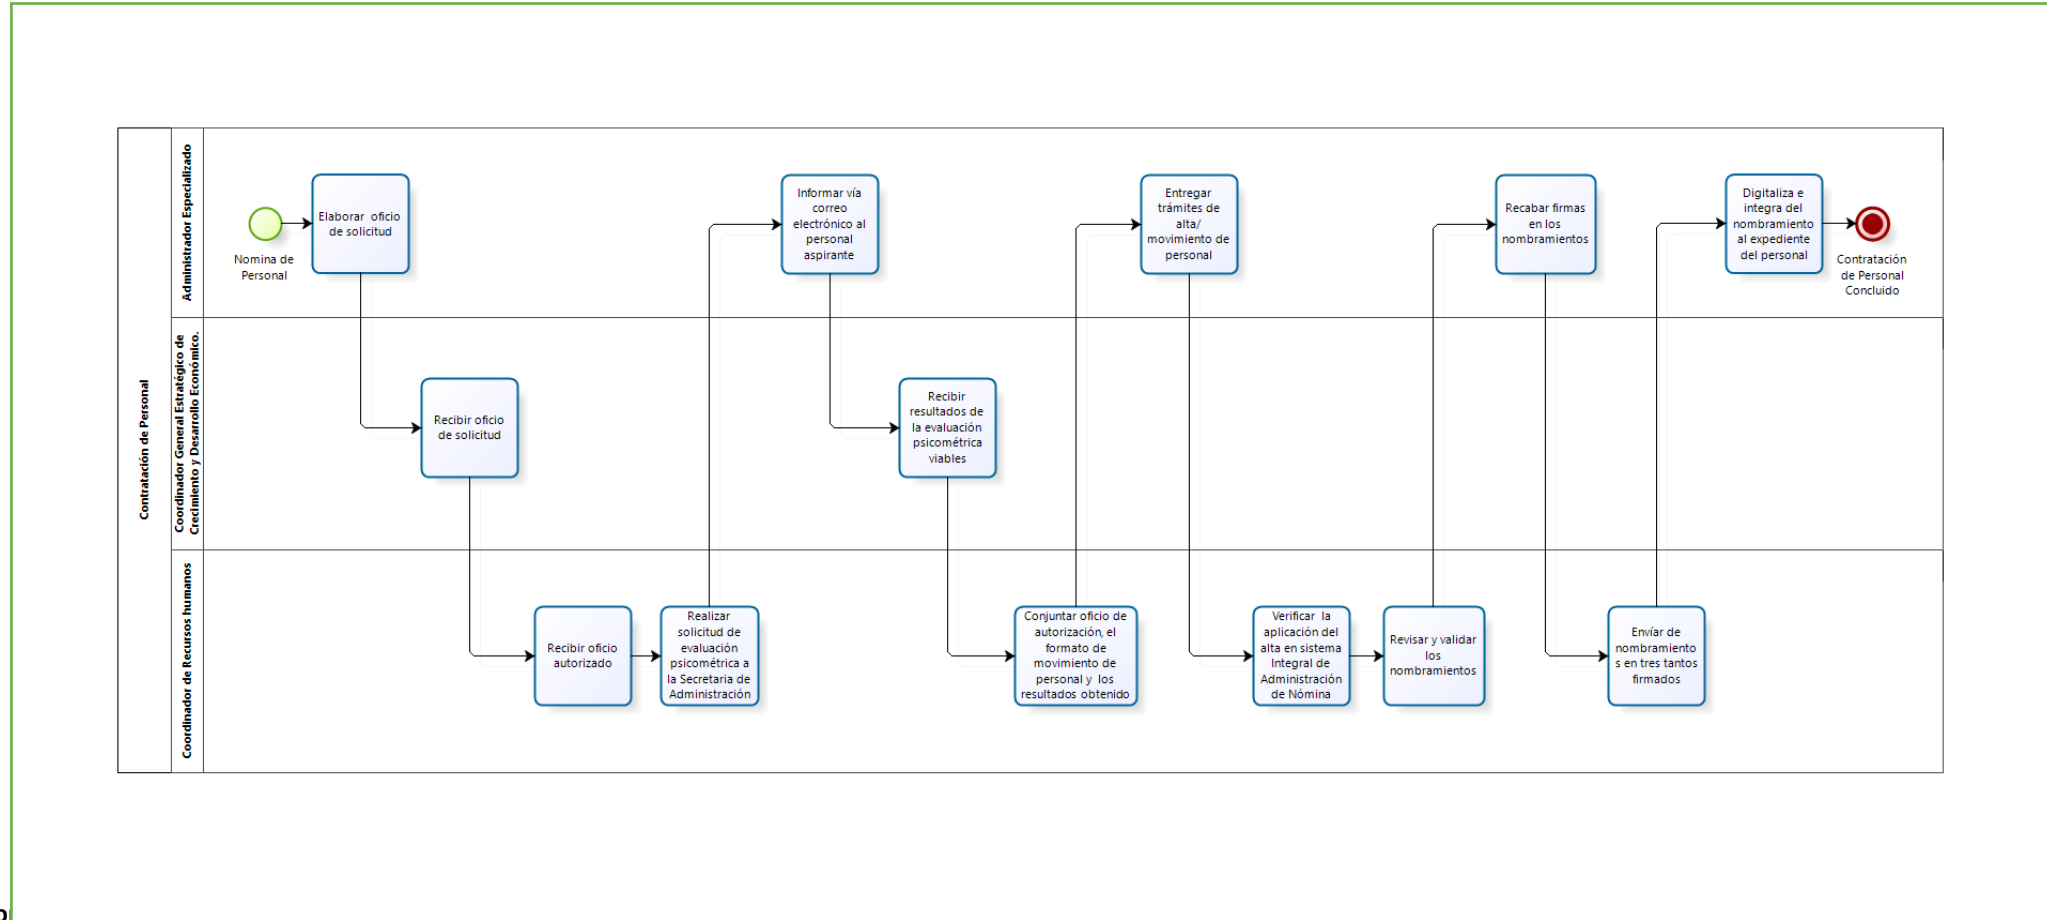 Contratación de Personal
Administrador Especializado
Nomina de
Personal
Elaborar oficio
de solicitud
Informar vía
correo
electrónico al
personal
aspirante
Entregar
trámites de
alta/
movimiento de
personal
Recabar firmas
en los
nombramientos
Digitaliza e
integra del
nombramiento
al expediente
del personal
Contratación
de Personal
Concluido
Coordinador General Estratégico de
Crecimiento y Desarrollo Económico.
Recibir oficio
de solicitud
Recibir
resultados de
la evaluación
psicométrica
viables
Coordinador de Recursos humanos
Recibir oficio
autorizado
Realizar
solicitud de
evaluación
psicométrica a
la Secretaria de
Administración
Conjuntar oficio de
autorización, el
formato de
movimiento de
personal y los
resultados obtenido
Verificar la
aplicación del
alta en sistema
Integral de
Administración
de Nómina
Revisar y validar
los
nombramientos
Envíar de
nombramiento
s en tres tantos
firmados